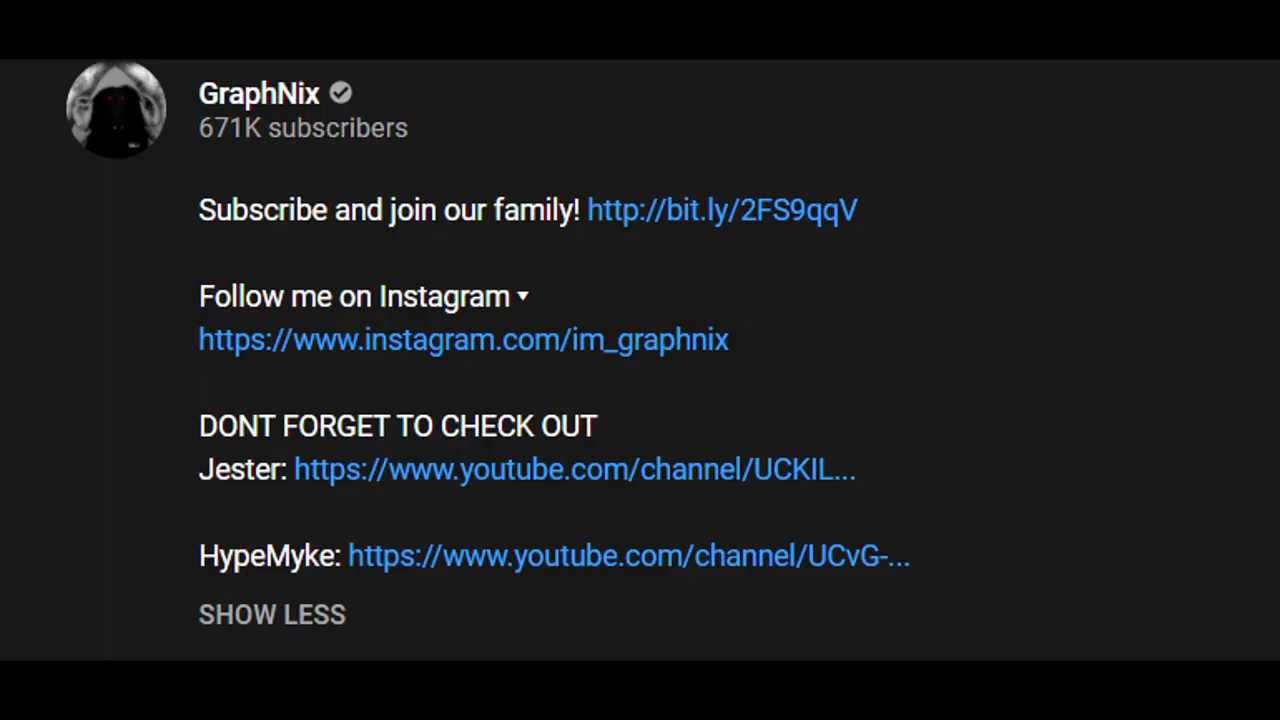 GraphNix
671K subscribers
Subscribe and join our family! http://bit.ly/2FS9qqV
Follow me on Instagram ▾
https://www.instagram.com/im_graphnix
DONT FORGET TO CHECK OUT
Jester: https://www.youtube.com/channel/UCKIL...
HypeMyke: https://www.youtube.com/channel/UCvG-...
SHOW LESS